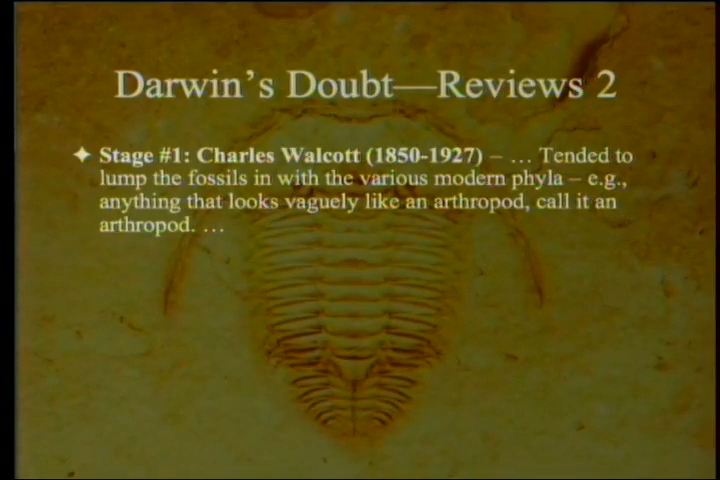 Darwin's Doubt—Reviews 2
✦ Stage #1: Charles Walcott (1850-1927) – … Tended to
lump the fossils in with the various modern phyla – e.g.,
anything that looks vaguely like an arthropod, call it an
arthropod. …